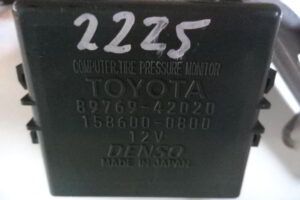 2225
COMPUTER,TIRE PRESSURE MONITOR
TOYOTA
89769-42020
158600-0800
12V
DENSO
MADE IN JAPAN